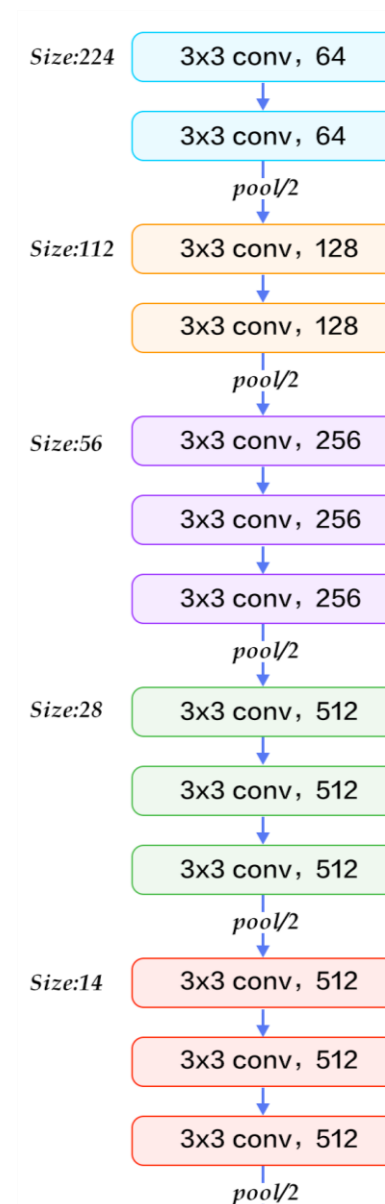 Size:224 3x3 conv, 64
3x3 conv, 64
pool/2
Size:112 3x3 conv, 128
3x3 conv, 128
pool/2
Size:56 3x3 conv, 256
3x3 conv, 256
3x3 conv, 256
pool/2
Size:28 3x3 conv, 512
3x3 conv, 512
3x3 conv, 512
pool/2
Size:14 3x3 conv, 512
3x3 conv, 512
3x3 conv, 512
pool/2